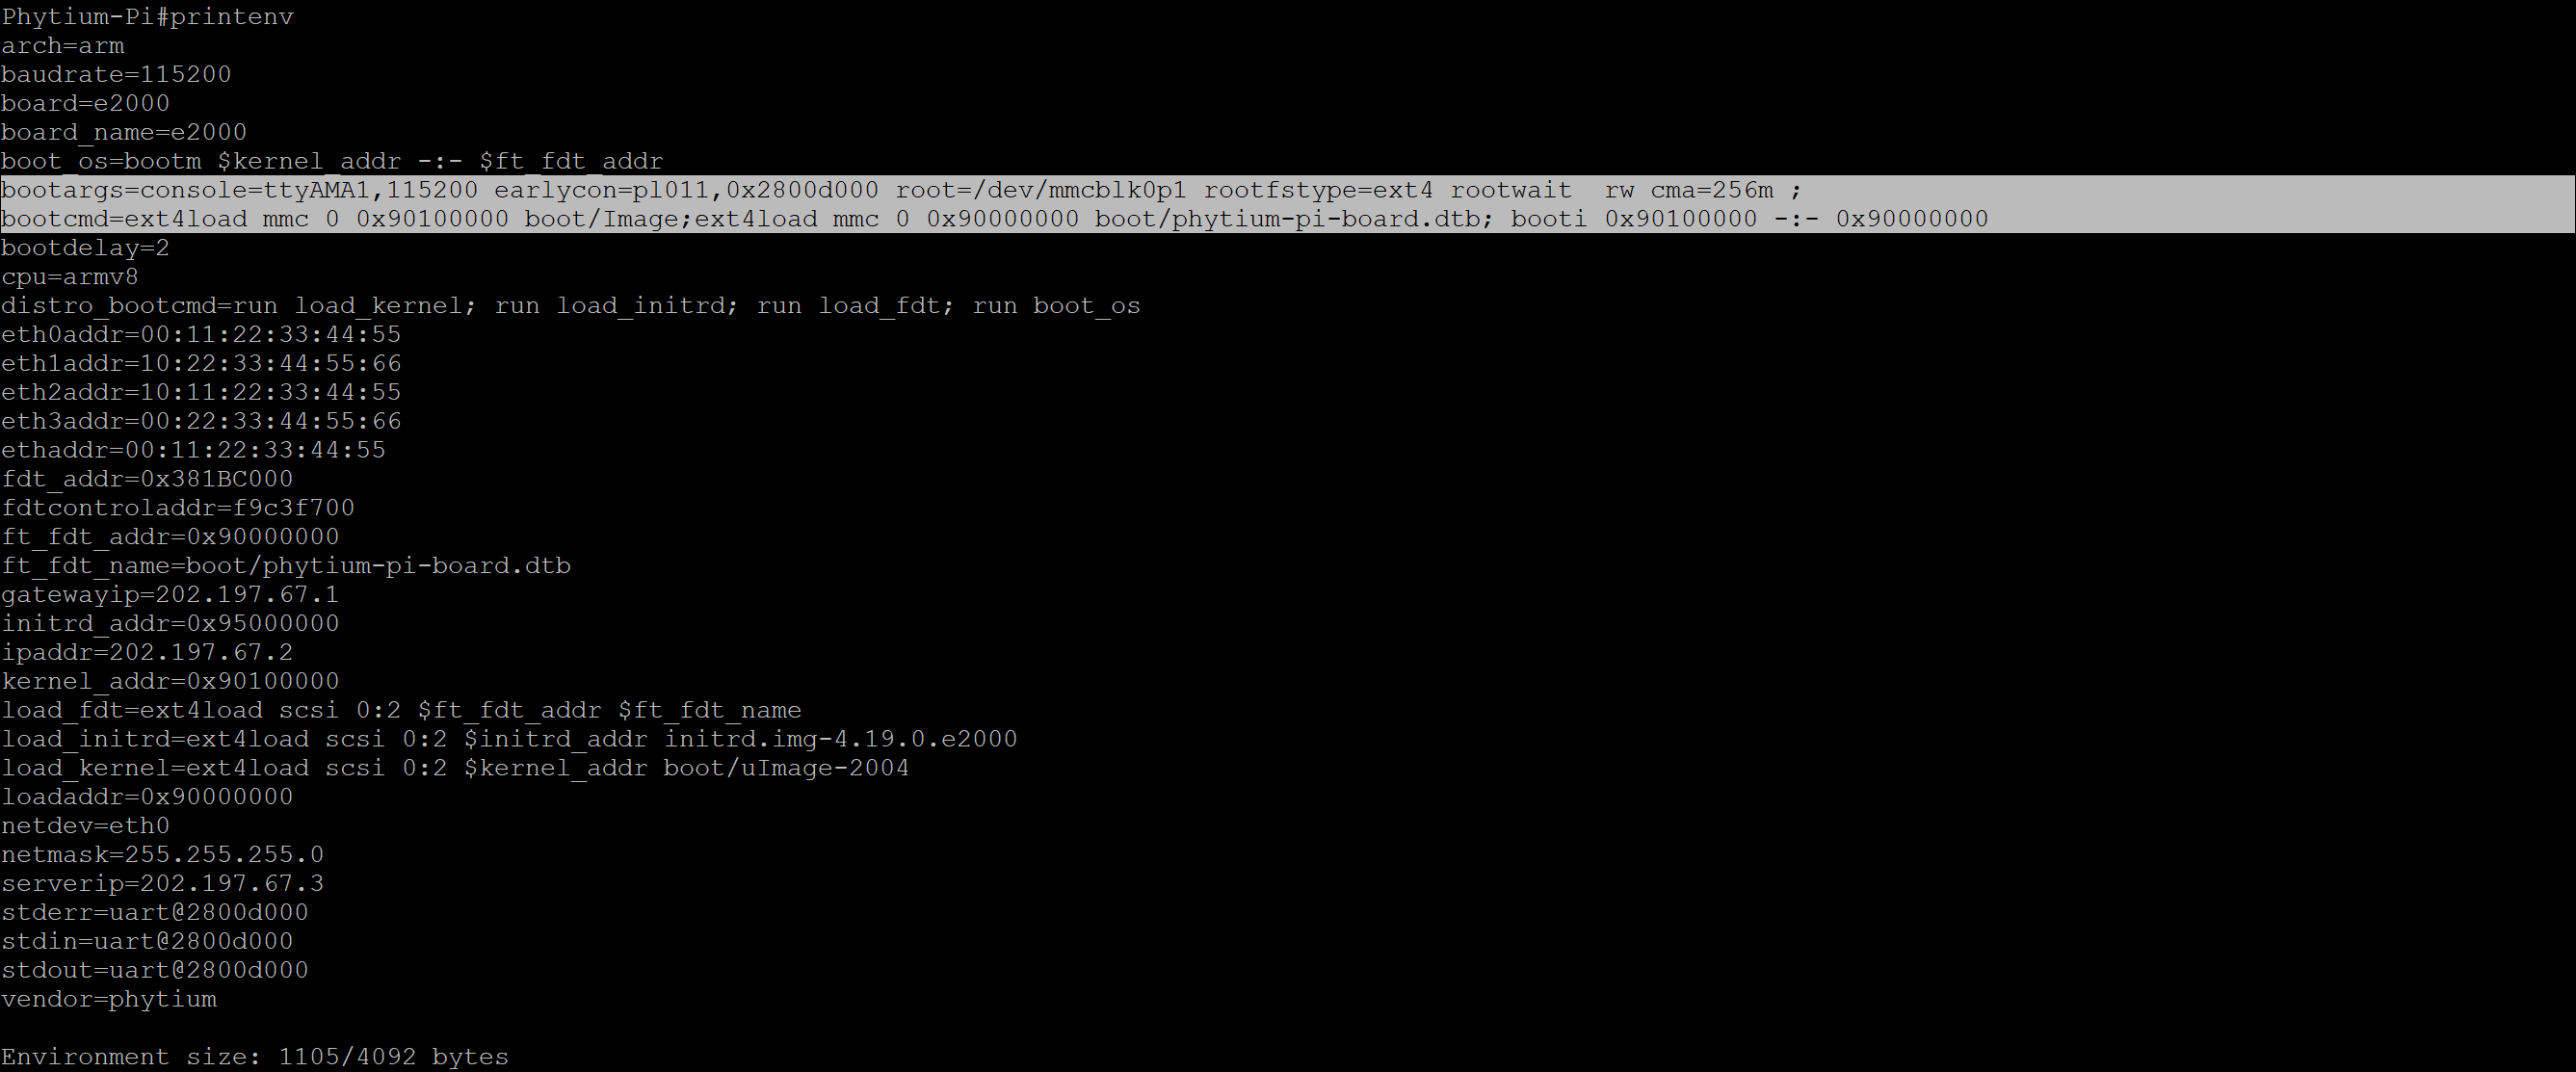 Phytium-Pi#printenv
arch=arm
baudrate=115200
board=e2000
board_name=e2000
boot_os=bootm $kernel_addr -:- $ft_fdt_addr
bootargs=console=ttyAMA1,115200 earlycon=pl011,0x2800d000 root=/dev/mmcblk0p1 rootfstype=ext4 rootwait  rw cma=256m ;
bootcmd=ext4load mmc 0 0x90100000 boot/Image;ext4load mmc 0 0x90000000 boot/phytium-pi-board.dtb; booti 0x90100000 -:- 0x90000000
bootdelay=2
cpu=armv8
distro_bootcmd=run load_kernel; run load_initrd; run load_fdt; run boot_os
eth0addr=00:11:22:33:44:55
eth1addr=10:22:33:44:55:66
eth2addr=10:11:22:33:44:55
eth3addr=00:22:33:44:55:66
ethaddr=00:11:22:33:44:55
fdt_addr=0x381BC000
fdtcontroladdr=f9c3f700
ft_fdt_addr=0x90000000
ft_fdt_name=boot/phytium-pi-board.dtb
gatewayip=202.197.67.1
initrd_addr=0x95000000
ipaddr=202.197.67.2
kernel_addr=0x90100000
load_fdt=ext4load scsi 0:2 $ft_fdt_addr $ft_fdt_name
load_initrd=ext4load scsi 0:2 $initrd_addr initrd.img-4.19.0.e2000
load_kernel=ext4load scsi 0:2 $kernel_addr boot/uImage-2004
loadaddr=0x90000000
netdev=eth0
netmask=255.255.255.0
serverip=202.197.67.3
stderr=uart@2800d000
stdin=uart@2800d000
stdout=uart@2800d000
vendor=phytium
Environment size: 1105/4092 bytes